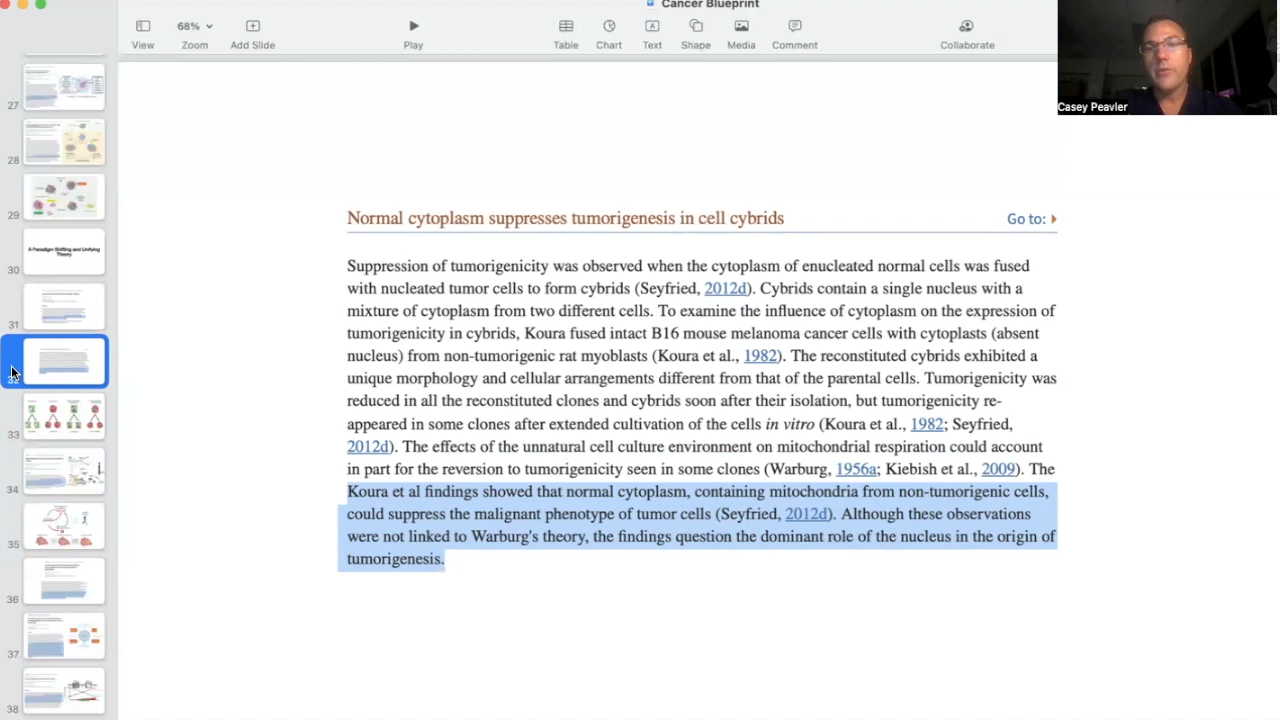 Cancer Blueprint
68%
View
Zoom
Add Slide
Play
Table
Chart
Text
Shape
Media
Comment
Collaborate
Casey Peavler
27
28
29
30
A Paradigm Shifting and Unifying
Theory
31
33
34
35
36
37
38
Normal cytoplasm suppresses tumorigenesis in cell cybrids
Go to:
Suppression of tumorigenicity was observed when the cytoplasm of enucleated normal cells was fused
with nucleated tumor cells to form cybrids (Seyfried, 2012d). Cybrids contain a single nucleus with a
mixture of cytoplasm from two different cells. To examine the influence of cytoplasm on the expression of
tumorigenicity in cybrids, Koura fused intact B16 mouse melanoma cancer cells with cytoplasts (absent
nucleus) from non-tumorigenic rat myoblasts (Koura et al., 1982). The reconstituted cybrids exhibited a
unique morphology and cellular arrangements different from that of the parental cells. Tumorigenicity was
reduced in all the reconstituted clones and cybrids soon after their isolation, but tumorigenicity re-
appeared in some clones after extended cultivation of the cells in vitro (Koura et al., 1982; Seyfried,
2012d). The effects of the unnatural cell culture environment on mitochondrial respiration could account
in part for the reversion to tumorigenicity seen in some clones (Warburg, 1956a; Kiebish et al., 2009). The
Koura et al findings showed that normal cytoplasm, containing mitochondria from non-tumorigenic cells,
could suppress the malignant phenotype of tumor cells (Seyfried, 2012d). Although these observations
were not linked to Warburg's theory, the findings question the dominant role of the nucleus in the origin of
tumorigenesis.